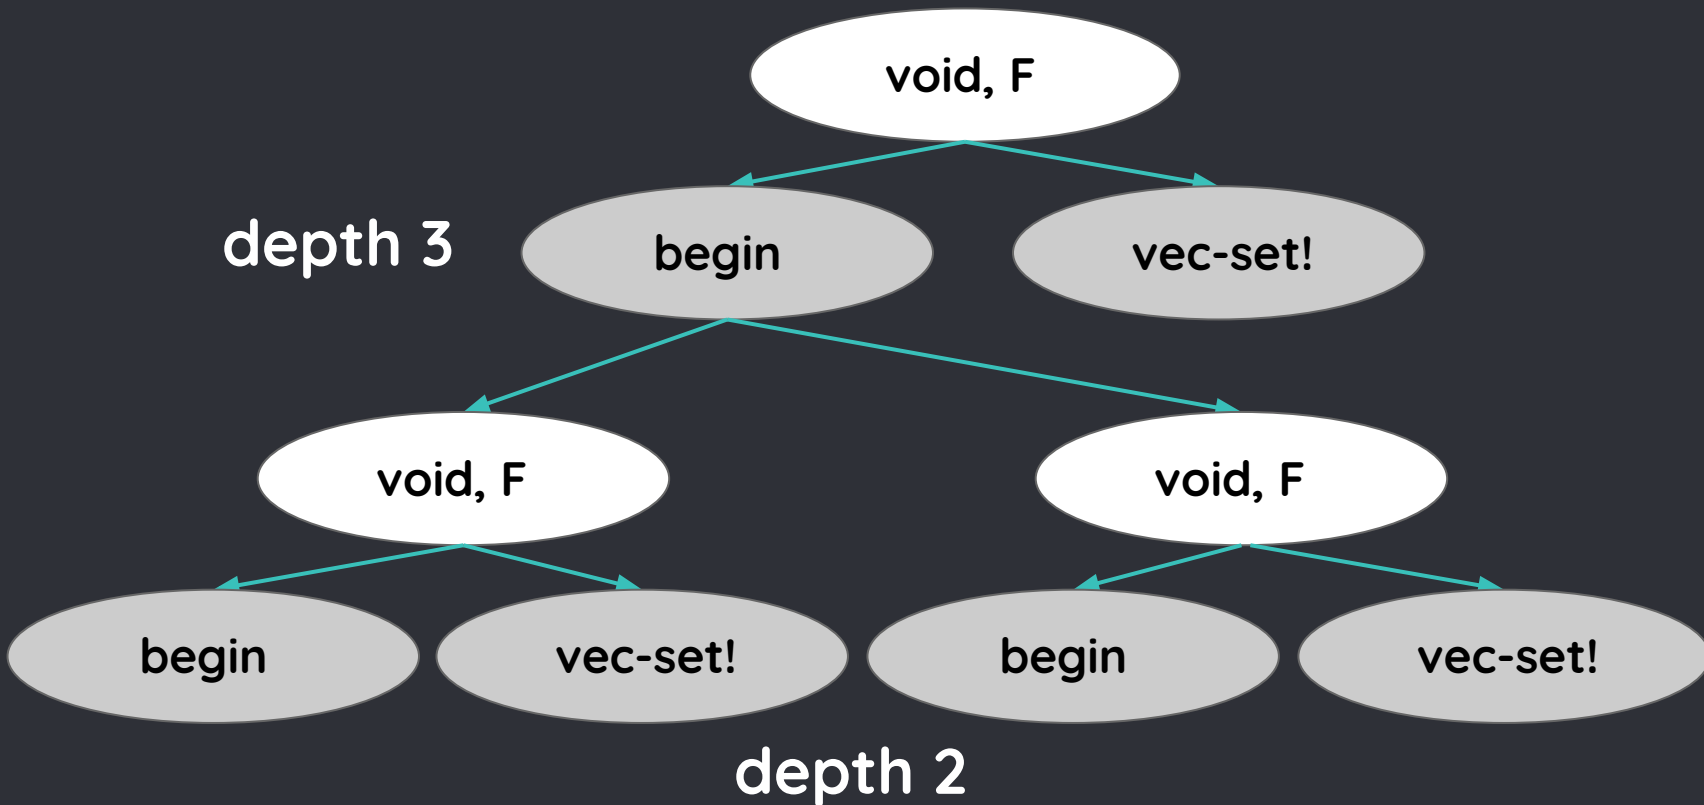 void, F
depth 3
begin
vec-set!
void, F
void, F
begin
vec-set!
begin
vec-set!
depth 2